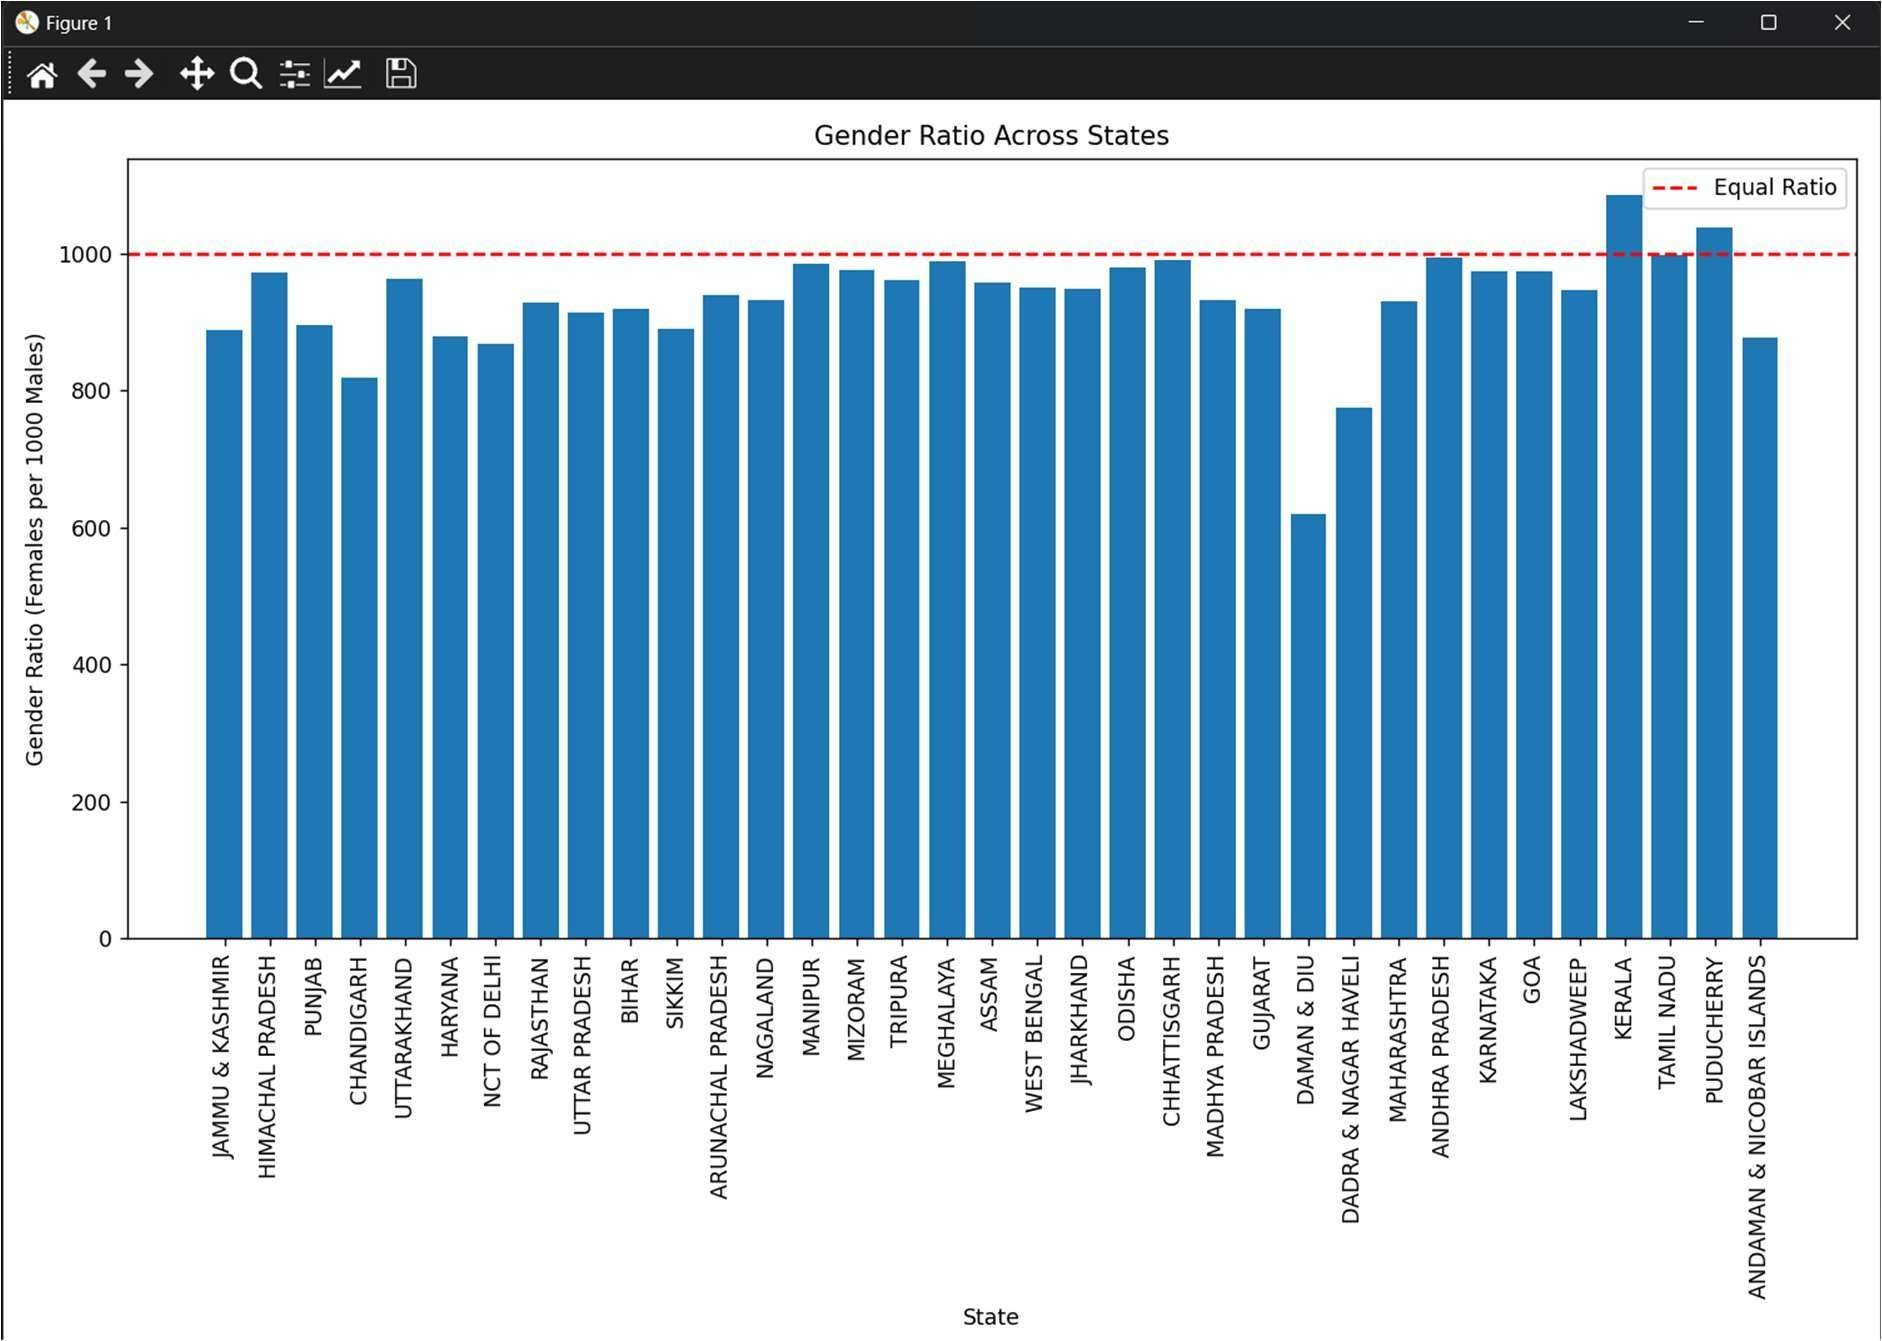 Figure 1
Gender Ratio Across States
Equal Ratio
Gender Ratio (Females per 1000 Males)
1000
800
600
400
200
0
JAMMU & KASHMIR
HIMACHAL PRADESH
PUNJAB
CHANDIGARH
UTTARAKHAND
HARYANA
NCT OF DELHI
RAJASTHAN
UTTAR PRADESH
BIHAR
SIKKIM
ARUNACHAL PRADESH
NAGALAND
MANIPUR
MIZORAM
TRIPURA
MEGHALAYA
ASSAM
WEST BENGAL
JHARKHAND
ODISHA
CHHATTISGARH
MADHYA PRADESH
GUJARAT
DAMAN & DIU
DADRA & NAGAR HAVELI
MAHARASHTRA
ANDHRA PRADESH
KARNATAKA
GOA
LAKSHADWEEP
KERALA
TAMIL NADU
PUDUCHERRY
ANDAMAN & NICOBAR ISLANDS
State